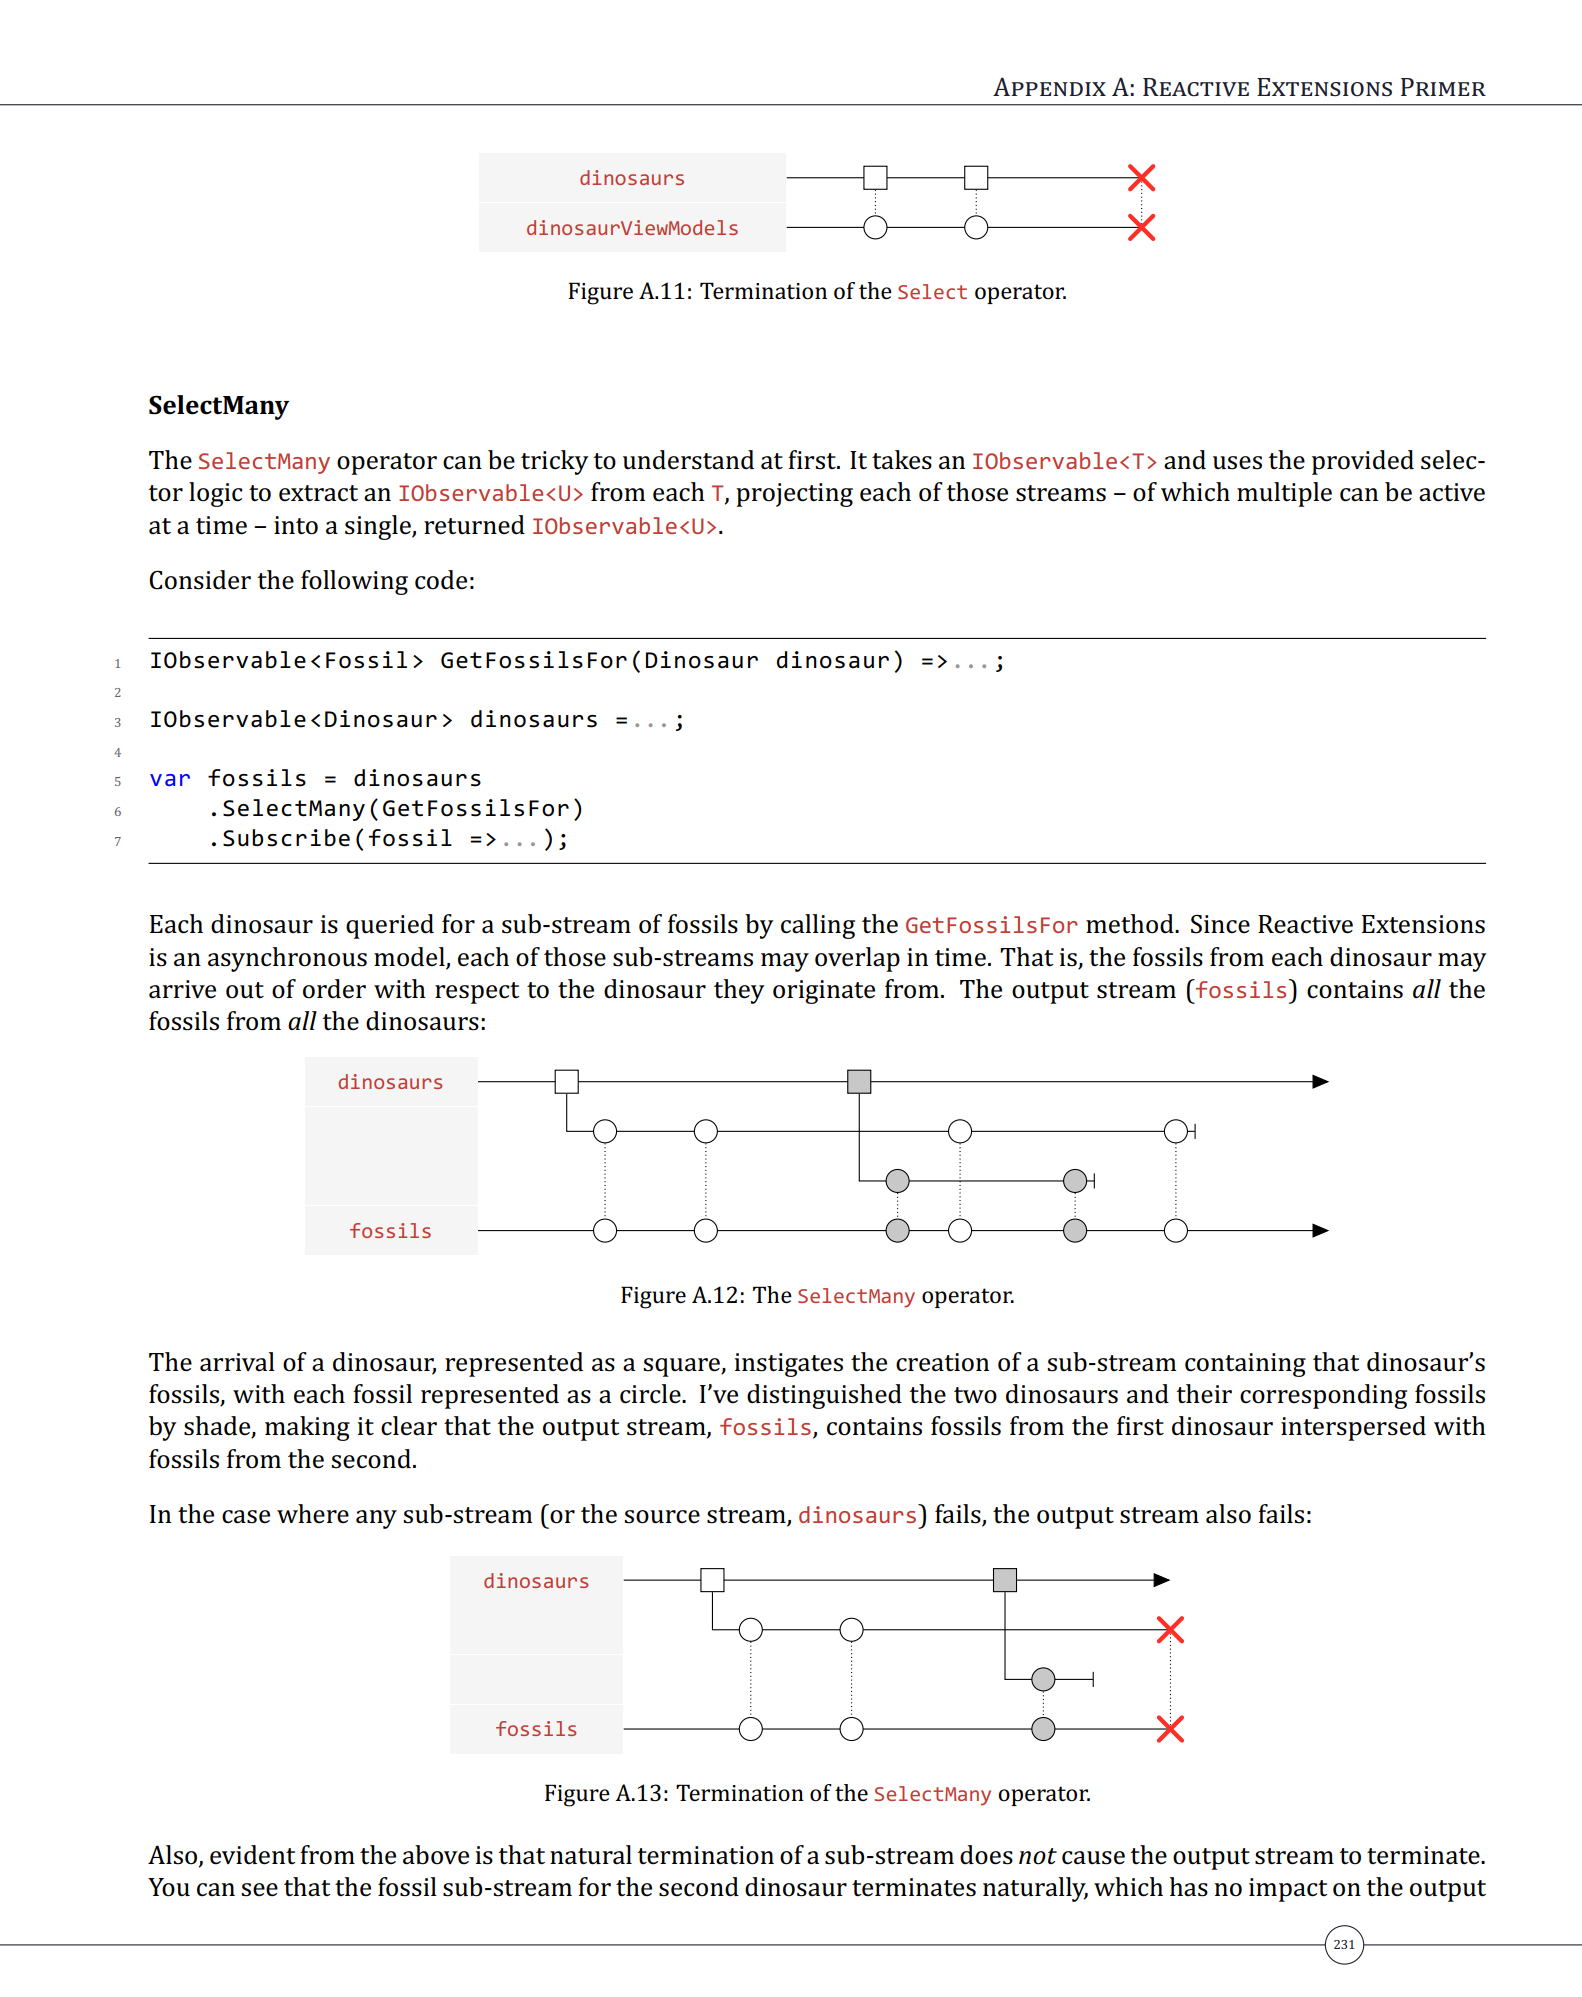 Appendix A: Reactive Extensions Primer
dinosaurs
dinosaurViewModels
Figure A.11: Termination of the Select operator.
SelectMany
The SelectMany operator can be tricky to understand at first. It takes an IObservable<T> and uses the provided selec-
tor logic to extract an IObservable<U> from each T, projecting each of those streams – of which multiple can be active
at a time – into a single, returned IObservable<U>.
Consider the following code:
1 IObservable<Fossil> GetFossilsFor(Dinosaur dinosaur) =>...;
2
3 IObservable<Dinosaur> dinosaurs =...;
4
5 var fossils = dinosaurs
6     .SelectMany(GetFossilsFor)
7     .Subscribe(fossil =>...);
Each dinosaur is queried for a sub-stream of fossils by calling the GetFossilsFor method. Since Reactive Extensions
is an asynchronous model, each of those sub-streams may overlap in time. That is, the fossils from each dinosaur may
arrive out of order with respect to the dinosaur they originate from. The output stream (fossils) contains all the
fossils from all the dinosaurs:
dinosaurs
fossils
Figure A.12: The SelectMany operator.
The arrival of a dinosaur, represented as a square, instigates the creation of a sub-stream containing that dinosaur's
fossils, with each fossil represented as a circle. I've distinguished the two dinosaurs and their corresponding fossils
by shade, making it clear that the output stream, fossils, contains fossils from the first dinosaur interspersed with
fossils from the second.
In the case where any sub-stream (or the source stream, dinosaurs) fails, the output stream also fails:
dinosaurs
fossils
Figure A.13: Termination of the SelectMany operator.
Also, evident from the above is that natural termination of a sub-stream does not cause the output stream to terminate.
You can see that the fossil sub-stream for the second dinosaur terminates naturally, which has no impact on the output
231